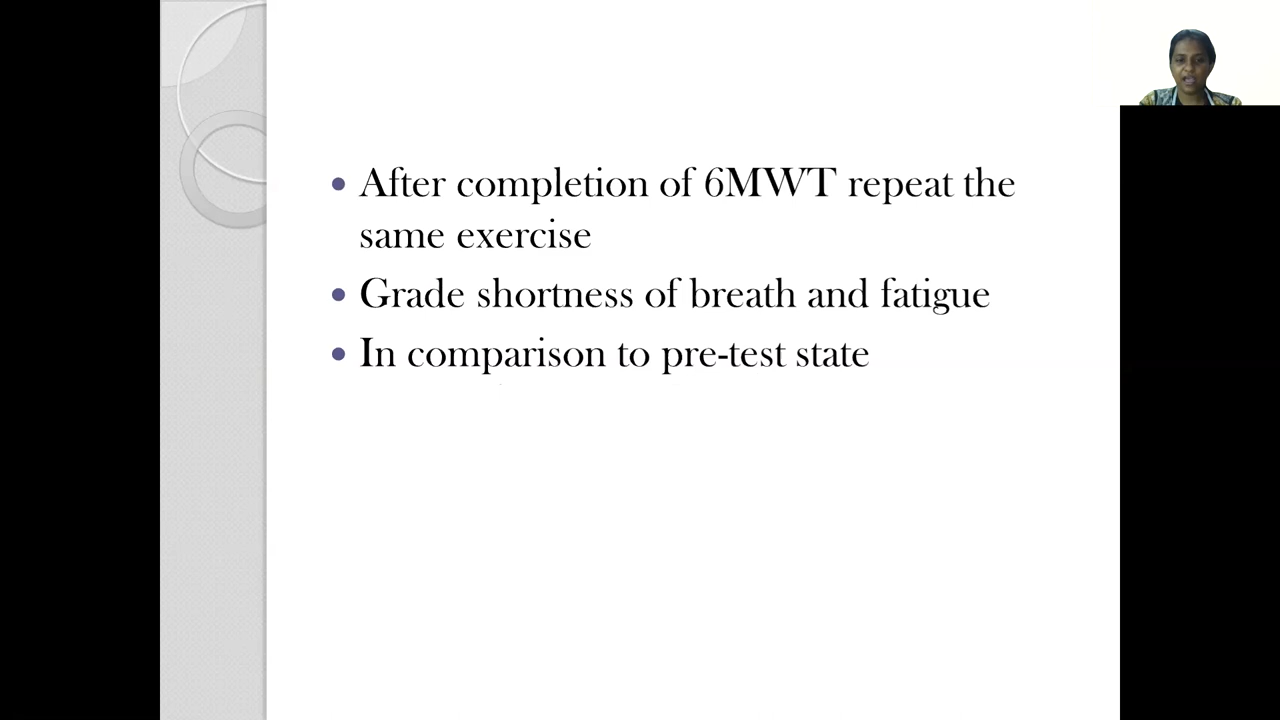 • After completion of 6MWT repeat the
same exercise
• Grade shortness of breath and fatigue
• In comparison to pre-test state